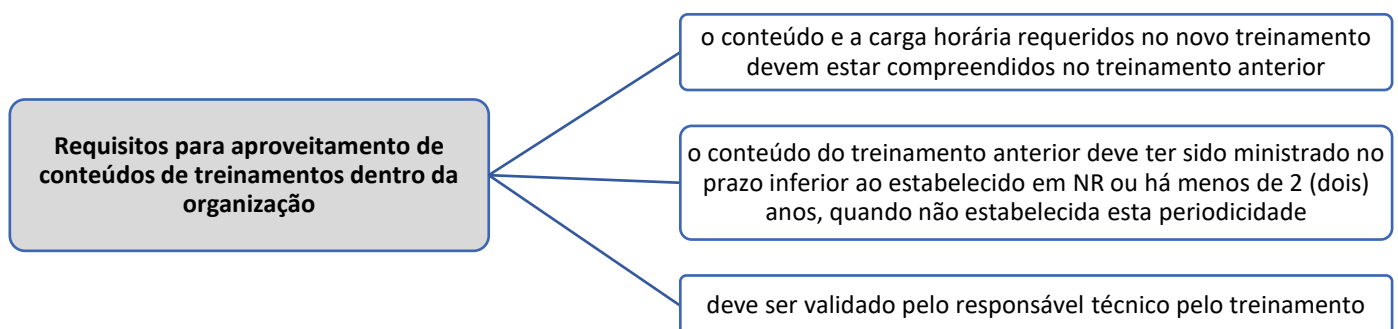 Requisitos para aproveitamento de
conteúdos de treinamentos dentro da
organização
o conteúdo e a carga horária requeridos no novo treinamento
devem estar compreendidos no treinamento anterior
o conteúdo do treinamento anterior deve ter sido ministrado no
prazo inferior ao estabelecido em NR ou há menos de 2 (dois)
anos, quando não estabelecida esta periodicidade
deve ser validado pelo responsável técnico pelo treinamento